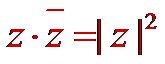 z · z̄ = |z|²